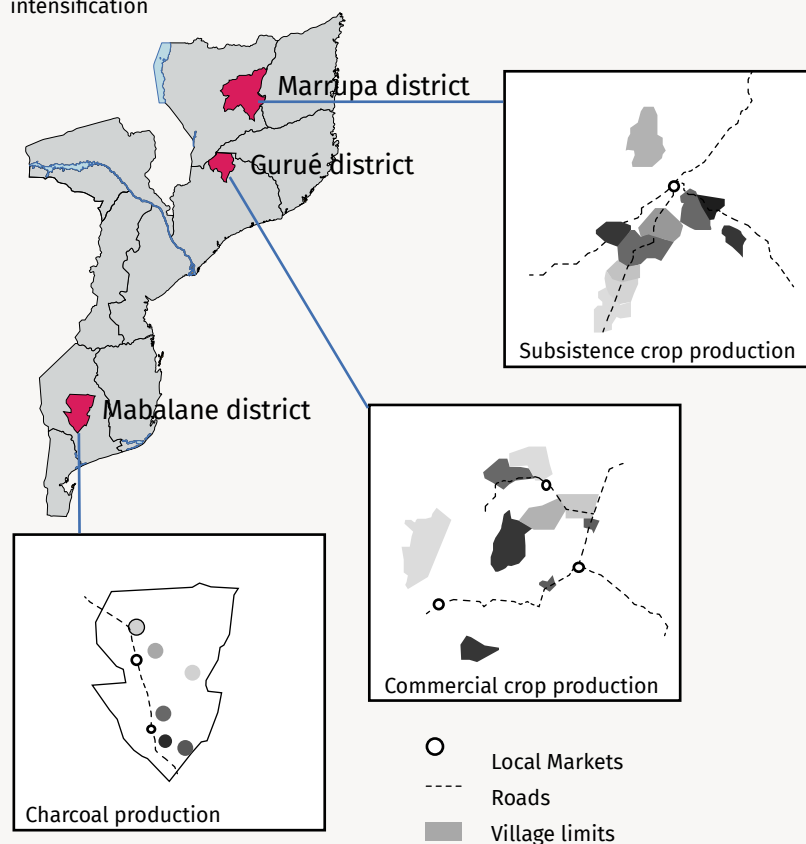 intensification
Marrupa district
Gurué district
Subsistence crop production
Mabalane district
Commercial crop production
Charcoal production
Local Markets
Roads
Village limits